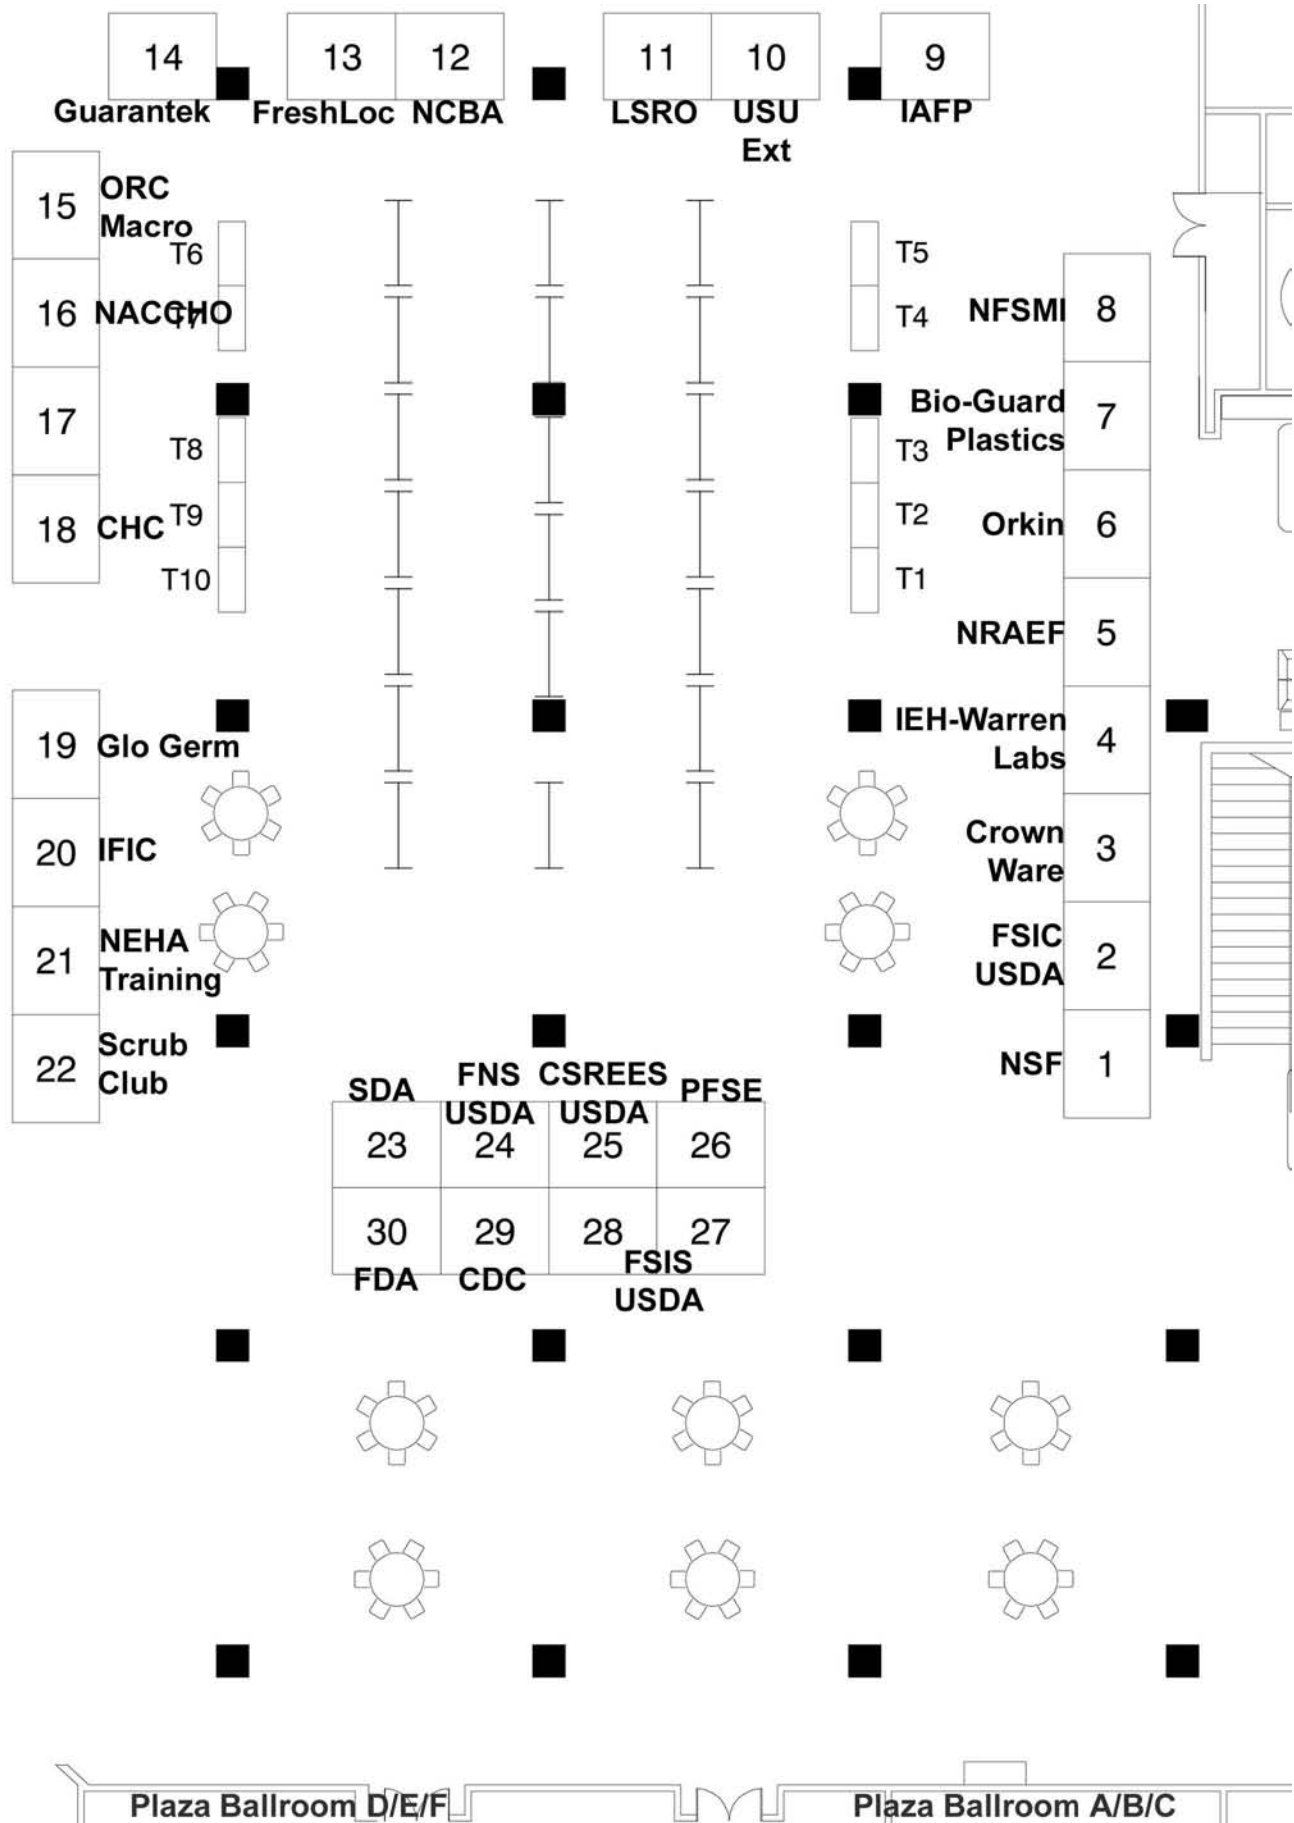 14
13
12
11
10
9
Guarantek
FreshLoc
NCBA
LSRO
USU
Ext
IAFP
15
ORC
Macro
T6
T5
16
NACCHO
T7
T4
NFSMI
8
17
T8
T3
Bio-Guard
Plastics
7
18
CHC
T9
T2
Orkin
6
T10
T1
NRAEF
5
19
Glo Germ
IEH-Warren
Labs
4
20
IFIC
Crown
Ware
3
21
NEHA
Training
FSIC
USDA
2
22
Scrub
Club
NSF
1
SDA
FNS
USDA
CSREES
USDA
PFSE
23
24
25
26
30
29
28
27
FDA
CDC
FSIS
USDA
Plaza Ballroom D/E/F
Plaza Ballroom A/B/C